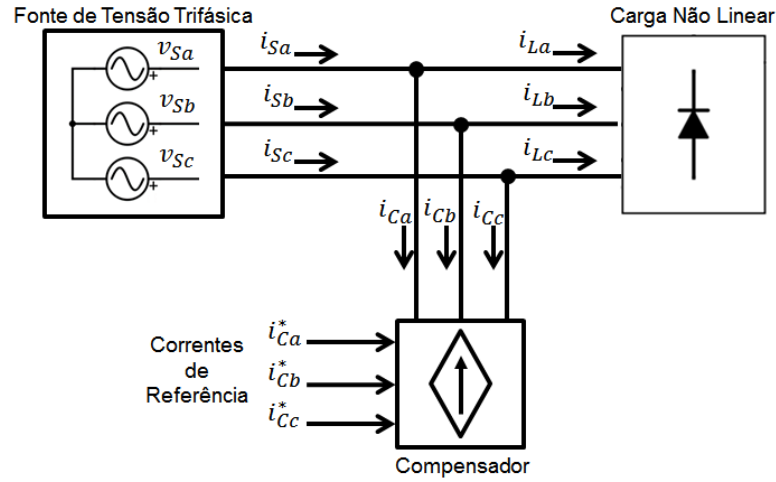 Fonte de Tensão Trifásica
Carga Não Linear
v_Sa
v_Sb
v_Sc
+
+
+
i_Sa
i_Sb
i_Sc
i_La
i_Lb
i_Lc
i_Ca i_Cb i_Cc
Correntes
de
Referência
i*_Ca
i*_Cb
i*_Cc
Compensador